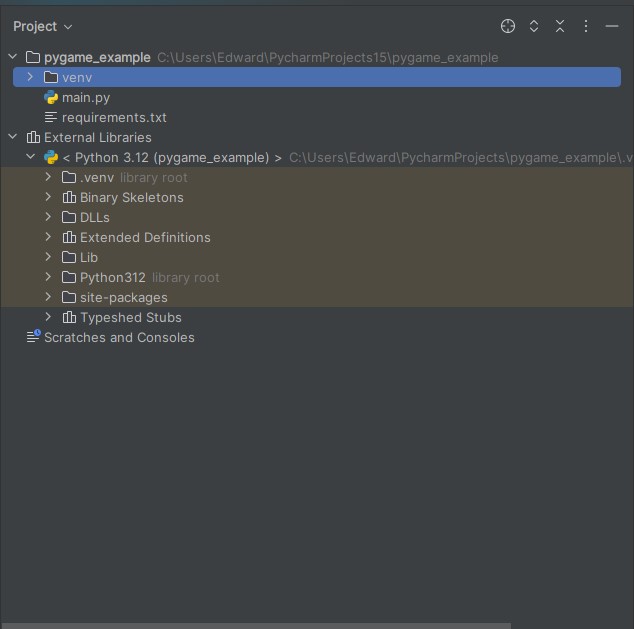 Project
pygame_example C:\Users\Edward\PycharmProjects15\pygame_example
venv
main.py
requirements.txt
External Libraries
< Python 3.12 (pygame_example) > C:\Users\Edward\PycharmProjects\pygame_example\.v
.venv library root
Binary Skeletons
DLLs
Extended Definitions
Lib
Python312 library root
site-packages
Typeshed Stubs
Scratches and Consoles